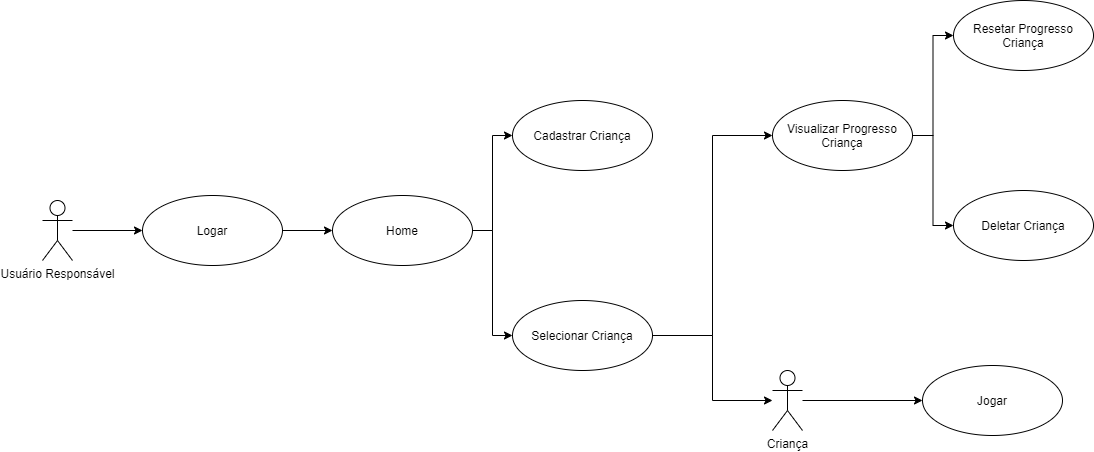 Resetar Progresso
Criança
Cadastrar Criança
Visualizar Progresso
Criança
Logar
Home
Deletar Criança
Usuário Responsável
Selecionar Criança
Jogar
Criança